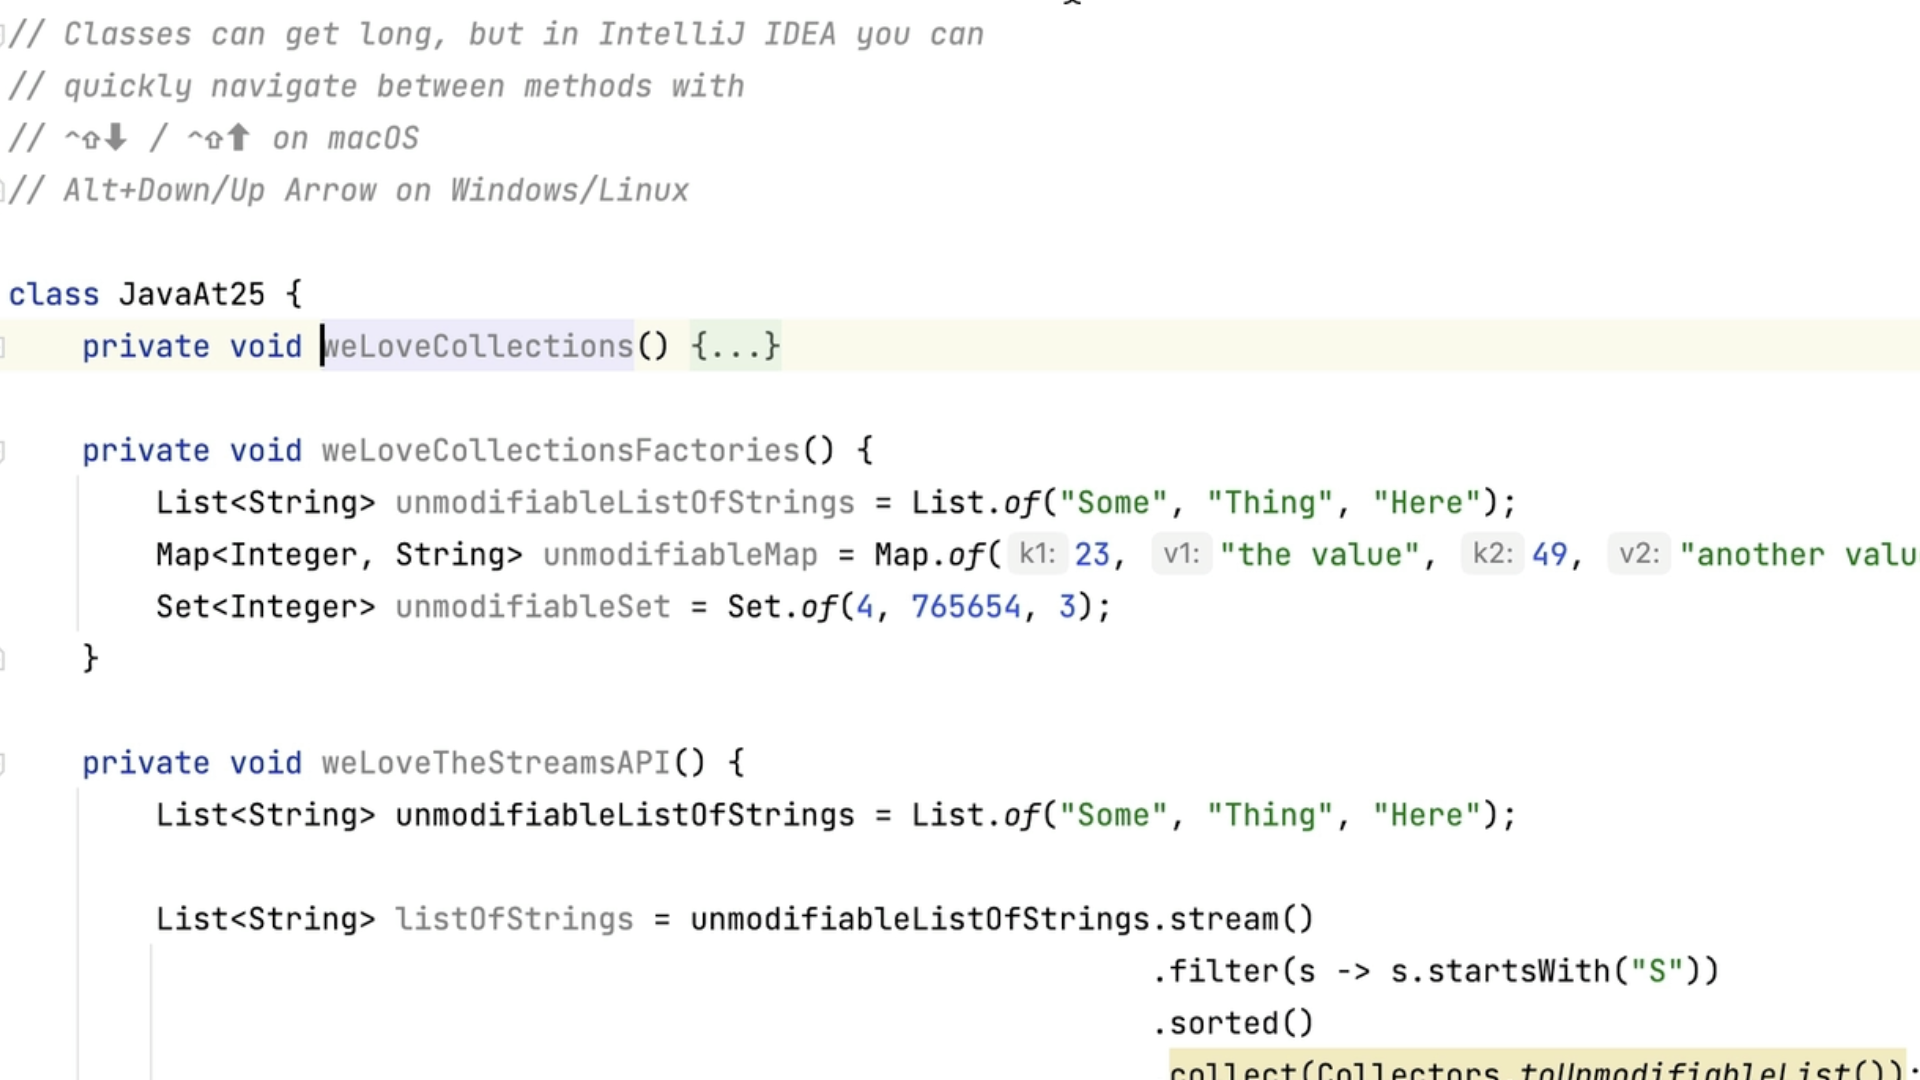 // Classes can get long, but in IntelliJ IDEA you can
// quickly navigate between methods with
// ⌃⇧⬇ / ⌃⇧⬆ on macOS
// Alt+Down/Up Arrow on Windows/Linux
class JavaAt25 {
private void weLoveCollections() {...}
private void weLoveCollectionsFactories() {
List<String> unmodifiableListOfStrings = List.of("Some", "Thing", "Here");
Map<Integer, String> unmodifiableMap = Map.of( k1: 23, v1: "the value", k2: 49, v2: "another valu
Set<Integer> unmodifiableSet = Set.of(4, 765654, 3);
}
private void weLoveTheStreamsAPI() {
List<String> unmodifiableListOfStrings = List.of("Some", "Thing", "Here");
List<String> listOfStrings = unmodifiableListOfStrings.stream()
.filter(s -> s.startsWith("S"))
.sorted()
collect(Collectors.toUnmodifiableList());